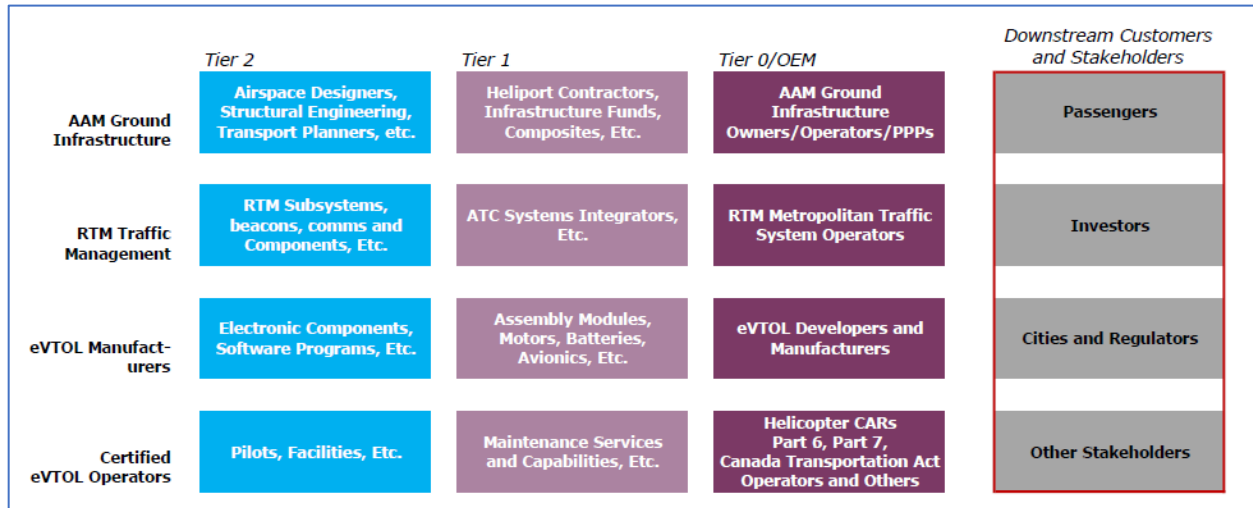 Downstream Customers
and Stakeholders
Tier 2
Tier 1
Tier 0/OEM
AAM Ground
Infrastructure
Airspace Designers,
Structural Engineering,
Transport Planners, etc.
Heliport Contractors,
Infrastructure Funds,
Composites, Etc.
AAM Ground
Infrastructure
Owners/Operators/PPPs
Passengers
RTM Traffic
Management
RTM Subsystems,
beacons, comms and
Components, Etc.
ATC Systems Integrators,
Etc.
RTM Metropolitan Traffic
System Operators
Investors
eVTOL Manufact-
urers
Electronic Components,
Software Programs, Etc.
Assembly Modules,
Motors, Batteries,
Avionics, Etc.
eVTOL Developers and
Manufacturers
Cities and Regulators
Certified
eVTOL Operators
Pilots, Facilities, Etc.
Maintenance Services
and Capabilities, Etc.
Helicopter CARs
Part 6, Part 7,
Canada Transportation Act
Operators and Others
Other Stakeholders